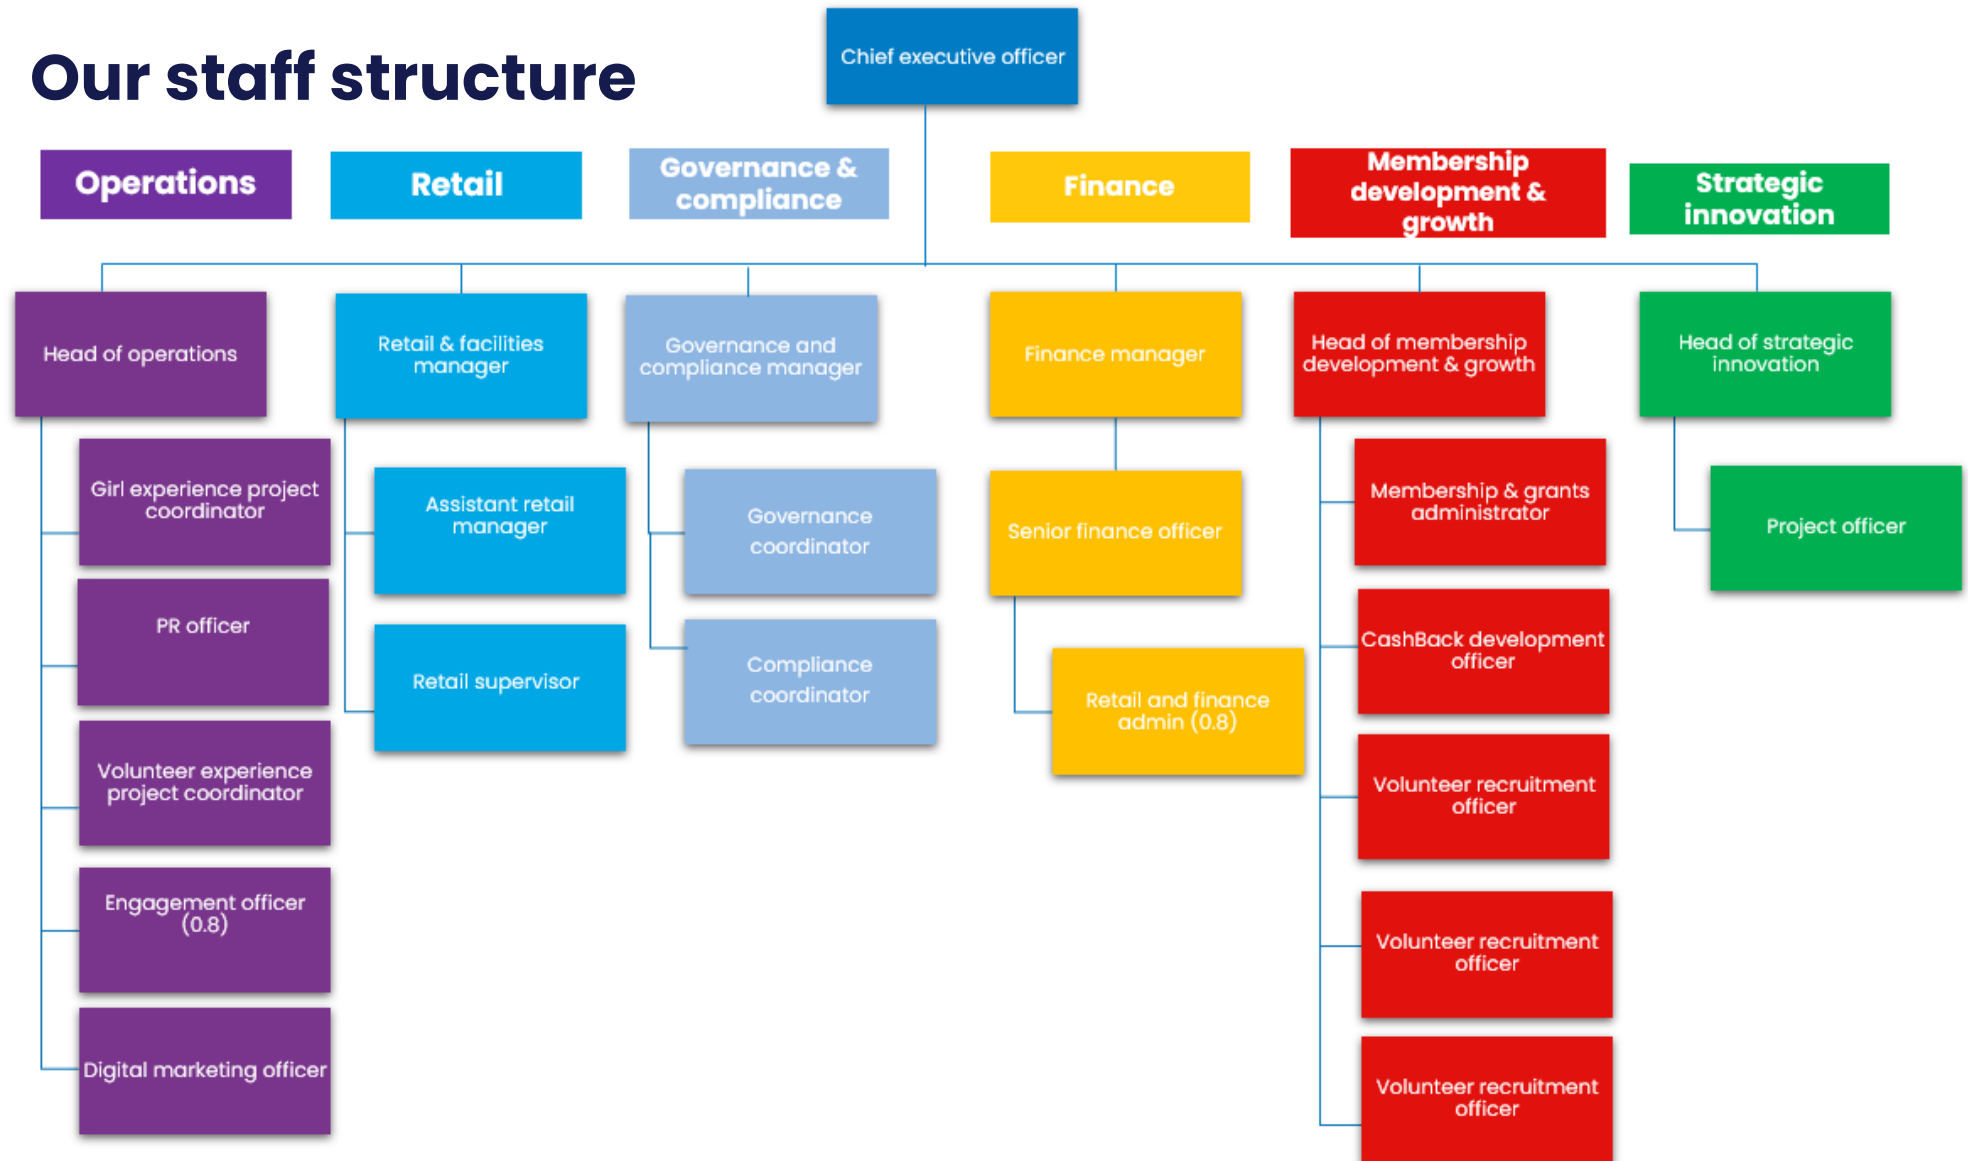 Our staff structure
Chief executive officer
Operations
Retail
Governance &
compliance
Finance
Membership
development &
growth
Strategic
innovation
Head of operations
Retail & facilities
manager
Governance and
compliance manager
Finance manager
Head of membership
development & growth
Head of strategic
innovation
Girl experience project
coordinator
PR officer
Volunteer experience
project coordinator
Engagement officer
(0.8)
Digital marketing officer
Assistant retail
manager
Retail supervisor
Governance
coordinator
Compliance
coordinator
Senior finance officer
Retail and finance
admin (0.8)
Membership & grants
administrator
CashBack development
officer
Volunteer recruitment
officer
Volunteer recruitment
officer
Volunteer recruitment
officer
Project officer